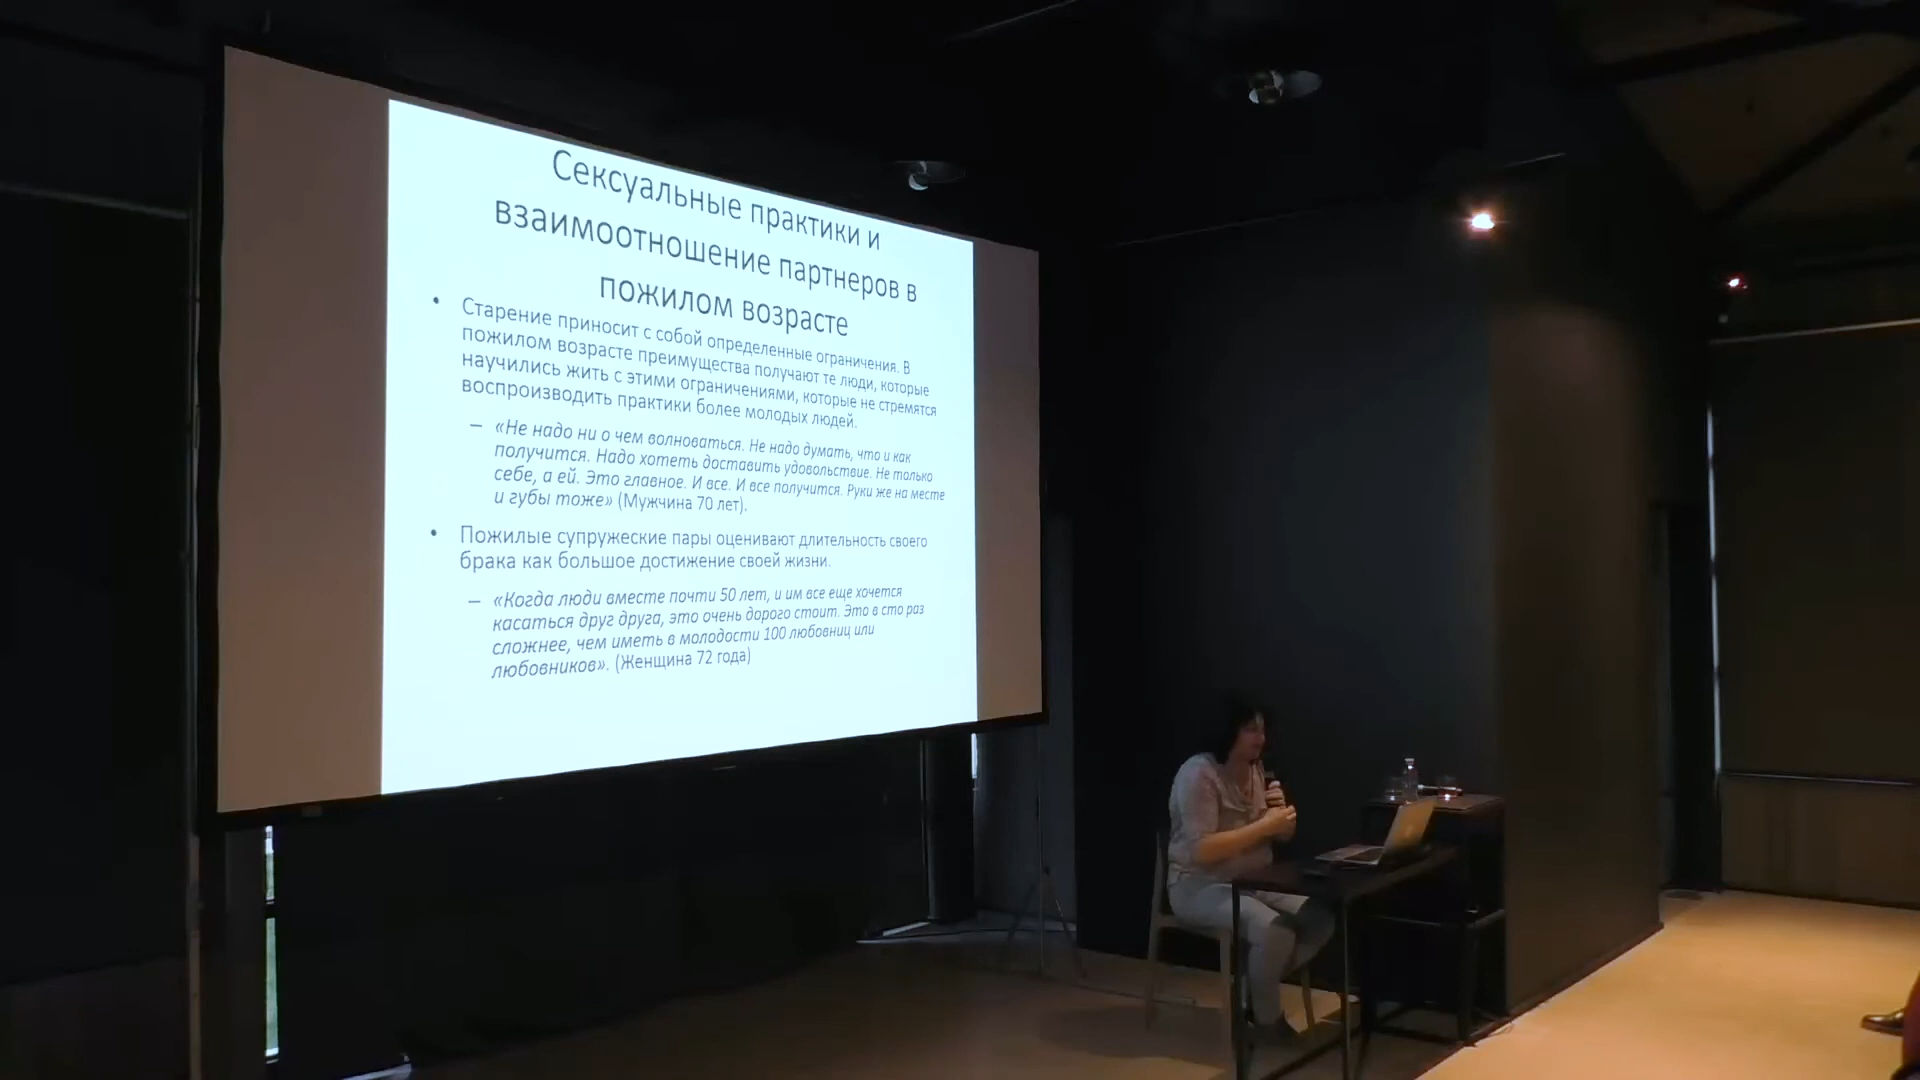 Сексуальные практики и
взаимоотношение партнеров в
пожилом возрасте
• Старение приносит с собой определенные ограничения. В
пожилом возрасте преимущества получают те люди, которые
научились жить с этими ограничениями, которые не стремятся
воспроизводить практики более молодых людей.
– «Не надо ни о чем волноваться. Не надо думать, что и как
получится. Надо хотеть доставить удовольствие. Не только
себе, а ей. Это главное. И все. И все получится. Руки же на месте
и губы тоже» (Мужчина 70 лет).
• Пожилые супружеские пары оценивают длительность своего
брака как большое достижение своей жизни.
– «Когда люди вместе почти 50 лет, и им все еще хочется
касаться друг друга, это очень дорого стоит. Это в сто раз
сложнее, чем иметь в молодости 100 любовниц или
любовников». (Женщина 72 года)